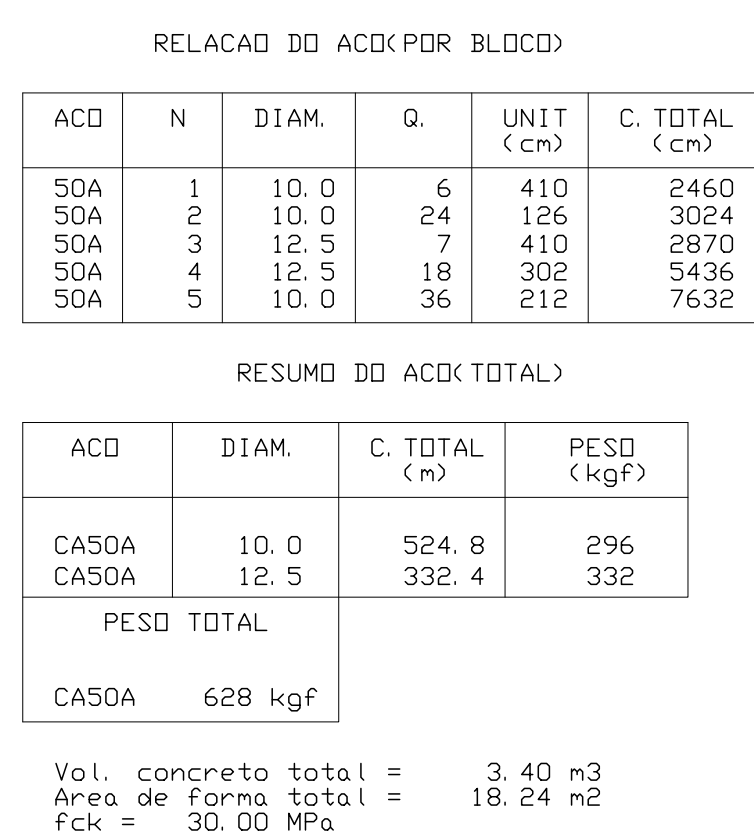 RELACAO DO ACO(POR BLOCO)
ACO N DIAM. Q. UNIT C. TOTAL
(cm) (cm)
50A 1 10.0 6 410 2460
50A 2 10.0 24 126 3024
50A 3 12.5 7 410 2870
50A 4 12.5 18 302 5436
50A 5 10.0 36 212 7632
RESUMO DO ACO(TOTAL)
ACO DIAM. C. TOTAL PESO
(m) (kgf)
CA50A 10.0 524.8 296
CA50A 12.5 332.4 332
PESO TOTAL
CA50A 628 kgf
Vol. concreto total = 3.40 m3
Area de forma total = 18.24 m2
fck = 30.00 MPa